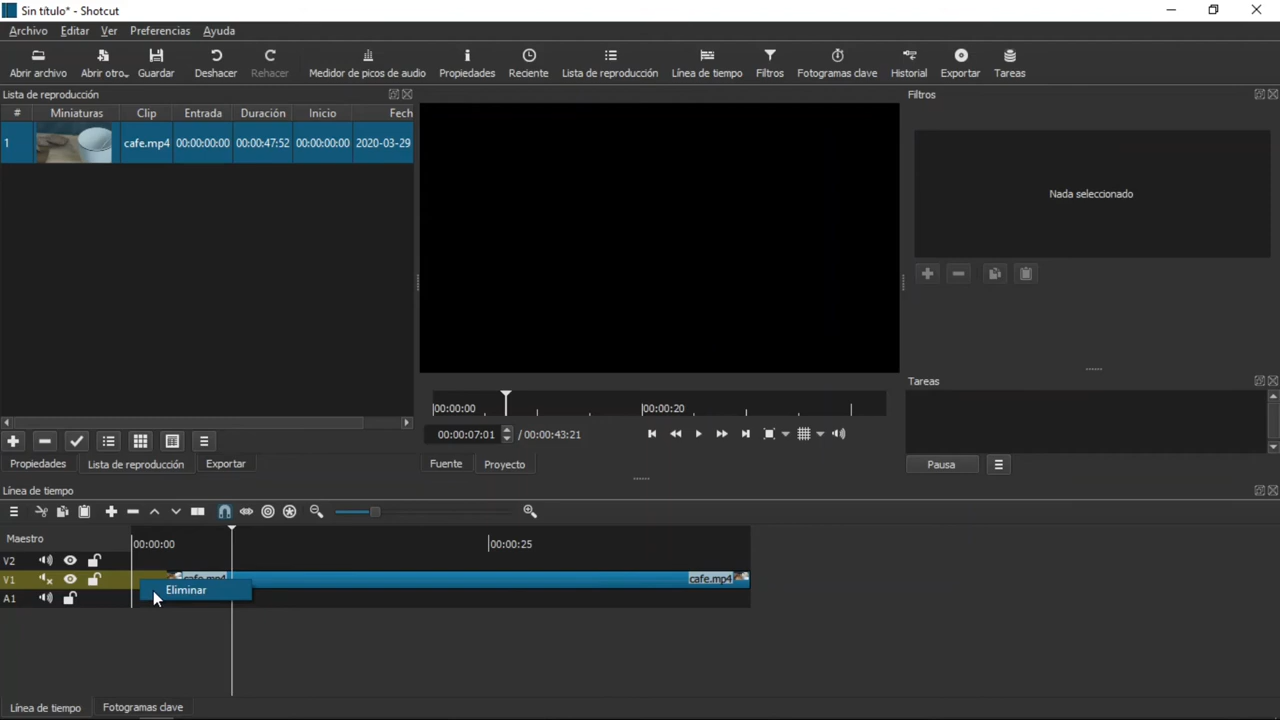 Sin título* - Shotcut
Archivo Editar Ver Preferencias Ayuda
Abrir archivo Abrir otro.. Guardar Deshacer Rehacer Medidor de picos de audio Propiedades Reciente Lista de reproducción Línea de tiempo Filtros Fotogramas clave Historial Exportar Tareas
Lista de reproducción
# Miniaturas Clip Entrada Duración Inicio Fech
1 cafe.mp4 00:00:00:00 00:00:47:52 00:00:00:00 2020-03-29
Propiedades Lista de reproducción Exportar
00:00:00 00:00:20
00:00:07:01 / 00:00:43:21
Fuente Proyecto
Filtros
Nada seleccionado
Tareas
Pausa
Línea de tiempo
Maestro 00:00:00 00:00:25
V2
V1 cafe.mp4 cafe.mp4
Eliminar
A1
Línea de tiempo Fotogramas clave